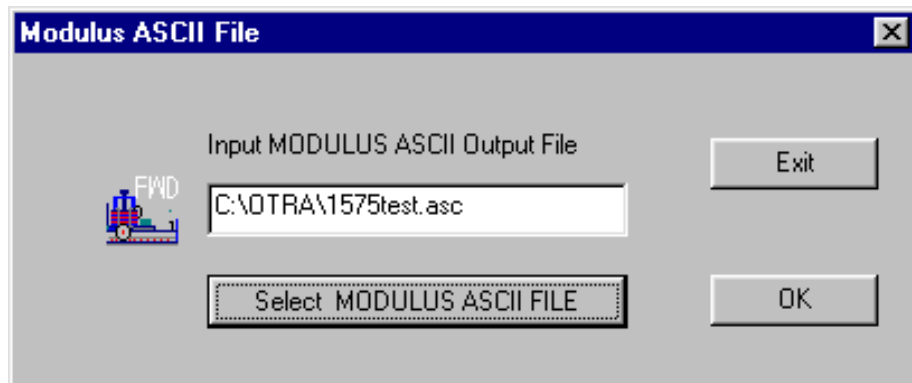 Modulus ASCII File
Input MODULUS ASCII Output File
Exit
FWD
C:\OTRA\1575test.asc
Select MODULUS ASCII FILE
OK